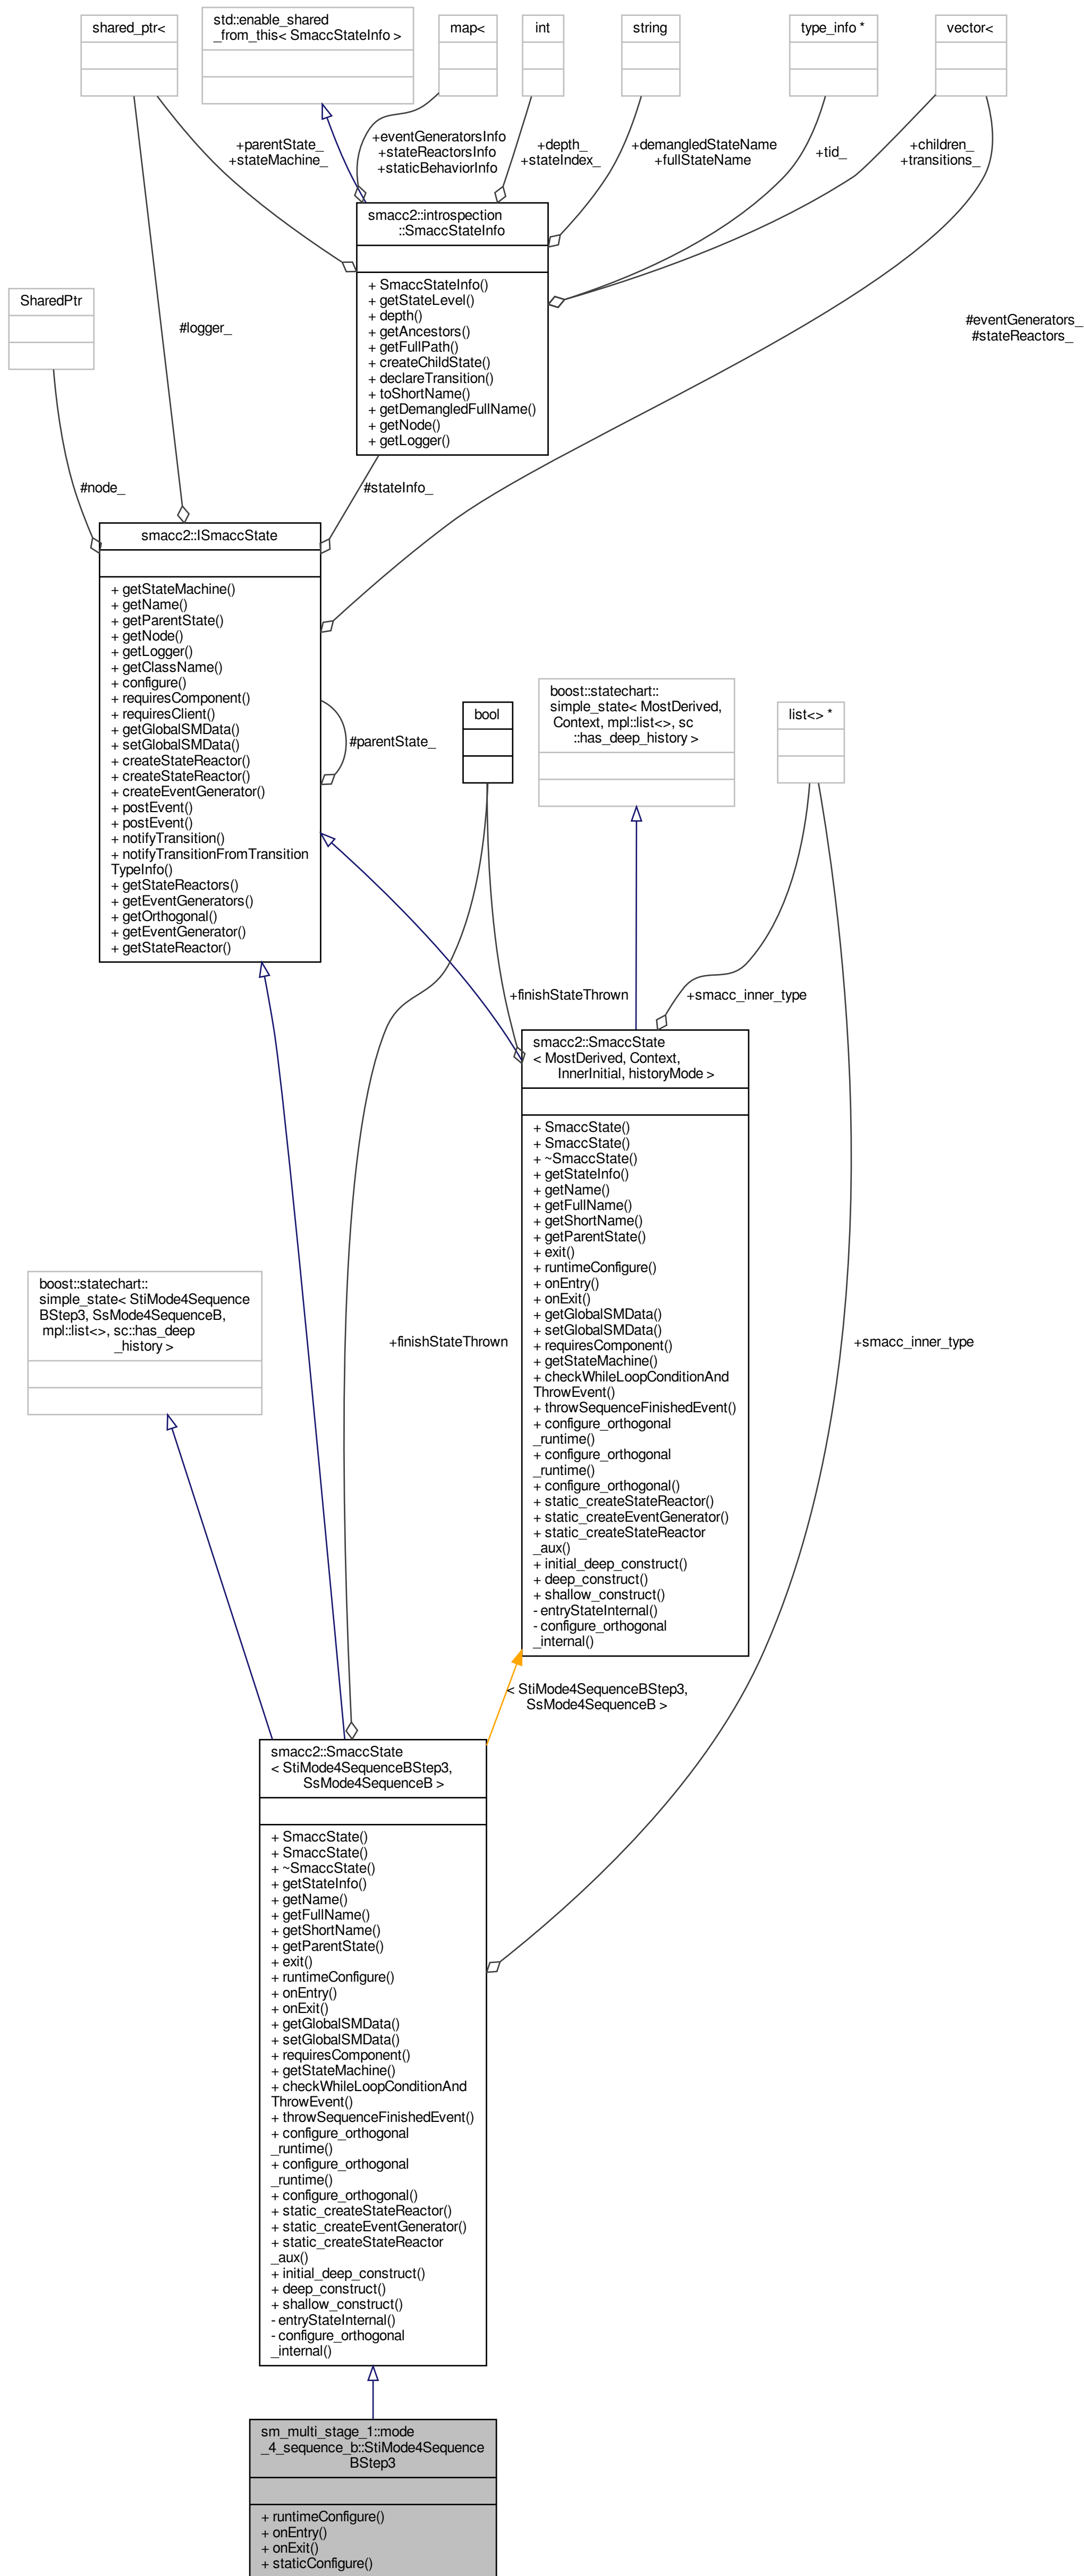 shared_ptr<
std::enable_shared
_from_this< SmaccStateInfo >
map<
int
string
type_info *
vector<
+parentState_
+stateMachine_
+eventGeneratorsInfo
+stateReactorsInfo
+staticBehaviorInfo
+depth_
+stateIndex_
+demangledStateName
+fullStateName
+tid_
+children_
+transitions_
smacc2::introspection
::SmaccStateInfo
+ SmaccStateInfo()
+ getStateLevel()
+ depth()
+ getAncestors()
+ getFullPath()
+ createChildState()
+ declareTransition()
+ toShortName()
+ getDemangledFullName()
+ getNode()
+ getLogger()
SharedPtr
#logger_
#eventGenerators_
#stateReactors_
#node_
#stateInfo_
smacc2::ISmaccState
+ getStateMachine()
+ getName()
+ getParentState()
+ getNode()
+ getLogger()
+ getClassName()
+ configure()
+ requiresComponent()
+ requiresClient()
+ getGlobalSMData()
+ setGlobalSMData()
+ createStateReactor()
+ createStateReactor()
+ createEventGenerator()
+ postEvent()
+ postEvent()
+ notifyTransition()
+ notifyTransitionFromTransition
TypeInfo()
+ getStateReactors()
+ getEventGenerators()
+ getOrthogonal()
+ getEventGenerator()
+ getStateReactor()
#parentState_
bool
boost::statechart::
simple_state< MostDerived,
Context, mpl::list<>, sc
::has_deep_history >
list<> *
+finishStateThrown
+smacc_inner_type
smacc2::SmaccState
< MostDerived, Context,
InnerInitial, historyMode >
+ SmaccState()
+ SmaccState()
+ ~SmaccState()
+ getStateInfo()
+ getName()
+ getFullName()
+ getShortName()
+ getParentState()
+ exit()
+ runtimeConfigure()
+ onEntry()
+ onExit()
+ getGlobalSMData()
+ setGlobalSMData()
+ requiresComponent()
+ getStateMachine()
+ checkWhileLoopConditionAnd
ThrowEvent()
+ throwSequenceFinishedEvent()
+ configure_orthogonal
_runtime()
+ configure_orthogonal
_runtime()
+ configure_orthogonal()
+ static_createStateReactor()
+ static_createEventGenerator()
+ static_createStateReactor
_aux()
+ initial_deep_construct()
+ deep_construct()
+ shallow_construct()
- entryStateInternal()
- configure_orthogonal
_internal()
boost::statechart::
simple_state< StiMode4Sequence
BStep3, SsMode4SequenceB,
mpl::list<>, sc::has_deep
_history >
+finishStateThrown
+smacc_inner_type
< StiMode4SequenceBStep3,
SsMode4SequenceB >
smacc2::SmaccState
< StiMode4SequenceBStep3,
SsMode4SequenceB >
+ SmaccState()
+ SmaccState()
+ ~SmaccState()
+ getStateInfo()
+ getName()
+ getFullName()
+ getShortName()
+ getParentState()
+ exit()
+ runtimeConfigure()
+ onEntry()
+ onExit()
+ getGlobalSMData()
+ setGlobalSMData()
+ requiresComponent()
+ getStateMachine()
+ checkWhileLoopConditionAnd
ThrowEvent()
+ throwSequenceFinishedEvent()
+ configure_orthogonal
_runtime()
+ configure_orthogonal
_runtime()
+ configure_orthogonal()
+ static_createStateReactor()
+ static_createEventGenerator()
+ static_createStateReactor
_aux()
+ initial_deep_construct()
+ deep_construct()
+ shallow_construct()
- entryStateInternal()
- configure_orthogonal
_internal()
sm_multi_stage_1::mode
_4_sequence_b::StiMode4Sequence
BStep3
+ runtimeConfigure()
+ onEntry()
+ onExit()
+ staticConfigure()